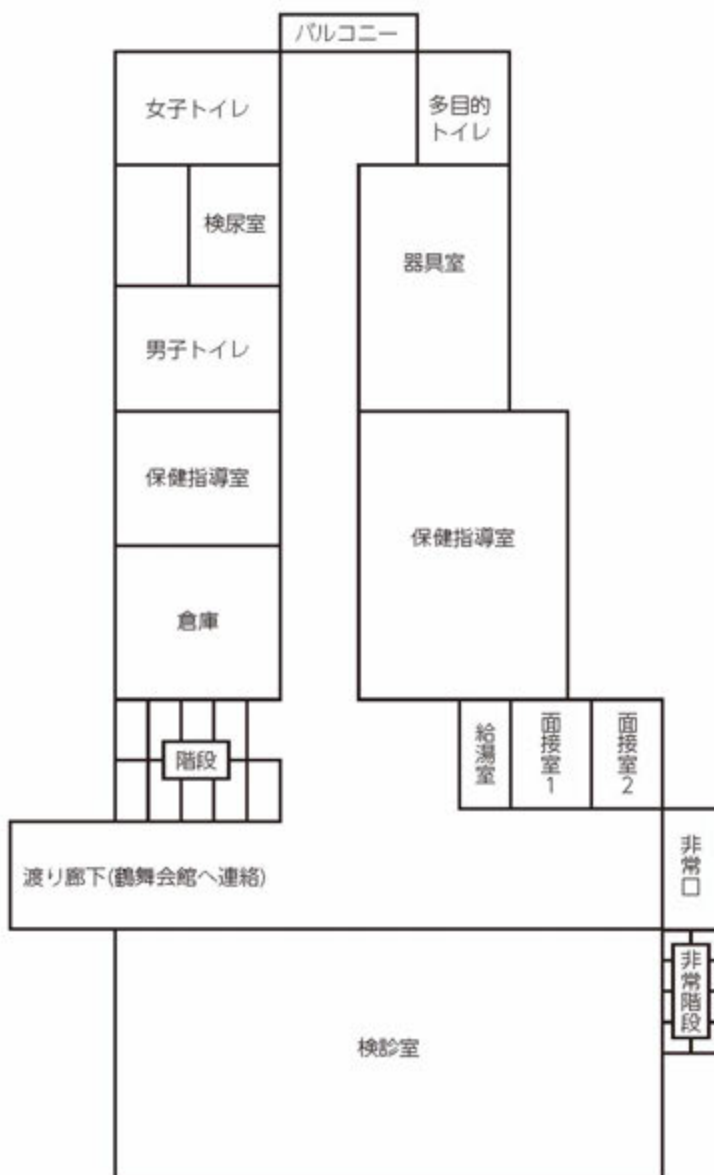 バルコニー
女子トイレ
多目的
トイレ
検尿室
器具室
男子トイレ
保健指導室
保健指導室
倉庫
階段
給湯室
面接室1
面接室2
渡り廊下(鶴舞会館へ連絡)
非常口
非常階段
検診室